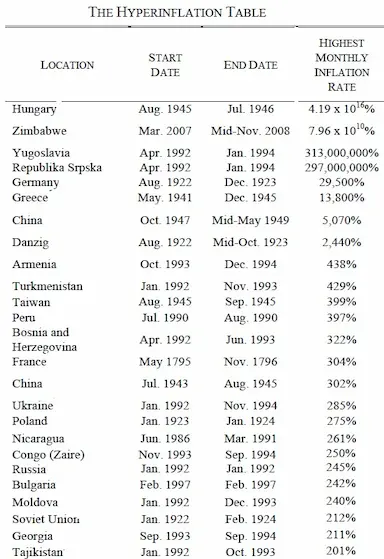 THE HYPERINFLATION TABLE
LOCATION START DATE END DATE HIGHEST MONTHLY INFLATION RATE
Hungary Aug. 1945 Jul. 1946 4.19 x 10¹⁶%
Zimbabwe Mar. 2007 Mid-Nov. 2008 7.96 x 10¹⁰%
Yugoslavia Apr. 1992 Jan. 1994 313,000,000%
Republika Srpska Apr. 1992 Jan. 1994 297,000,000%
Germany Aug. 1922 Dec. 1923 29,500%
Greece May. 1941 Dec. 1945 13,800%
China Oct. 1947 Mid-May 1949 5,070%
Danzig Aug. 1922 Mid-Oct. 1923 2,440%
Armenia Oct. 1993 Dec. 1994 438%
Turkmenistan Jan. 1992 Nov. 1993 429%
Taiwan Aug. 1945 Sep. 1945 399%
Peru Jul. 1990 Aug. 1990 397%
Bosnia and Herzegovina Apr. 1992 Jun. 1993 322%
France May 1795 Nov. 1796 304%
China Jul. 1943 Aug. 1945 302%
Ukraine Jan. 1992 Nov. 1994 285%
Poland Jan. 1923 Jan. 1924 275%
Nicaragua Jun. 1986 Mar. 1991 261%
Congo (Zaire) Nov. 1993 Sep. 1994 250%
Russia Jan. 1992 Jan. 1992 245%
Bulgaria Feb. 1997 Feb. 1997 242%
Moldova Jan. 1992 Dec. 1993 240%
Soviet Union Jan. 1922 Feb. 1924 212%
Georgia Sep. 1993 Sep. 1994 211%
Tajikistan Jan. 1992 Oct. 1993 201%